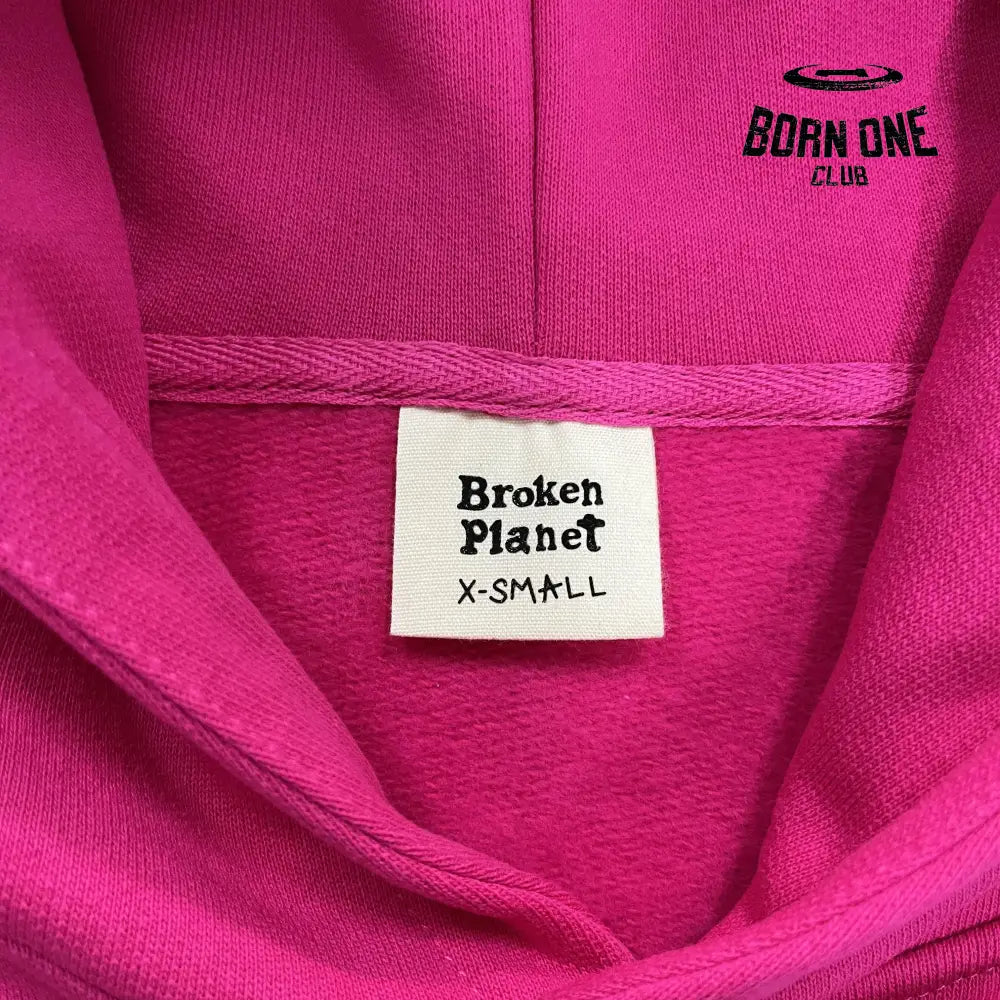 BORN ONE
CLUB
Broken
Planet
X-SMALL